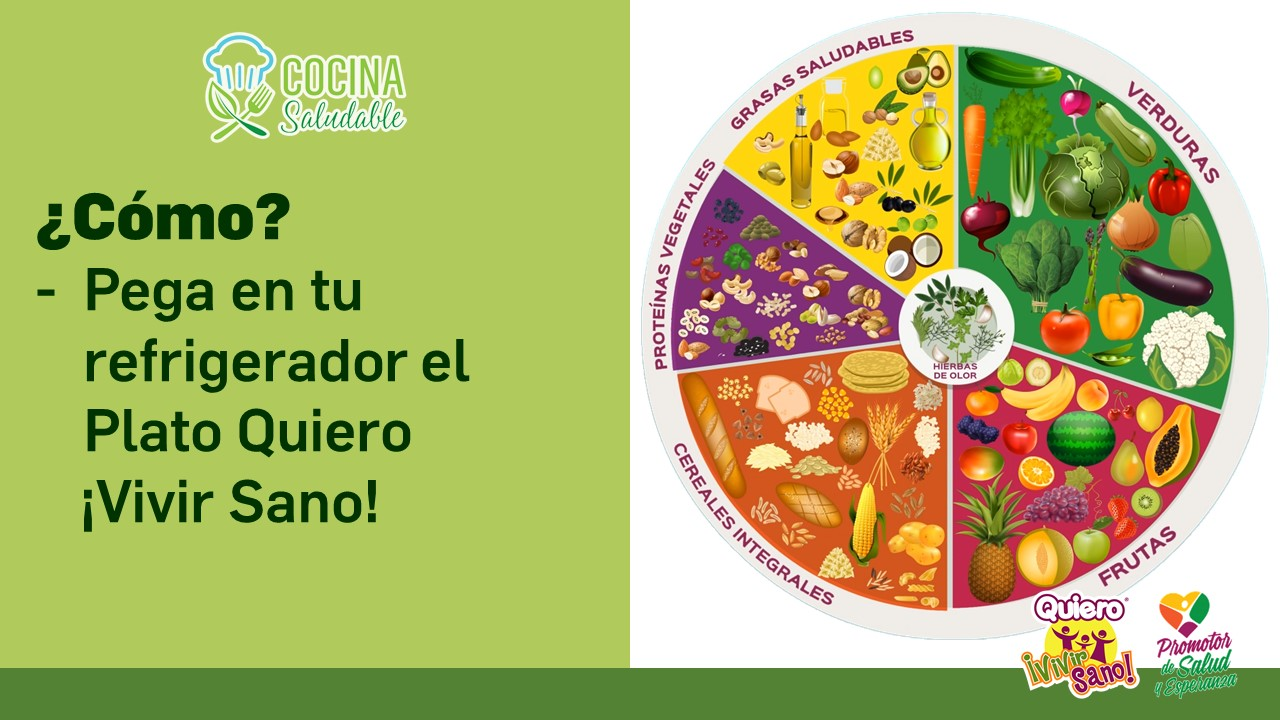 COCINA
Saludable
¿Cómo?
- Pega en tu
refrigerador el
Plato Quiero
¡Vivir Sano!
GRASAS SALUDABLES
VERDURAS
PROTEÍNAS VEGETALES
HIERBAS
DE OLOR
CEREALES INTEGRALES
FRUTAS
Quiero®
¡Vivir
Sano!
Promotor
de Salud
y Esperanza